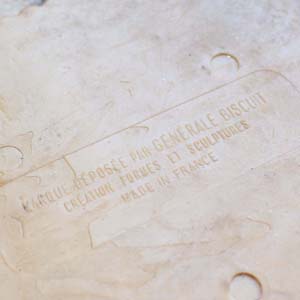 MARQUE DÉPOSÉE PAR GÉNÉRALE BISCUIT
CRÉATION FORMES ET SCULPTURES
MADE IN FRANCE